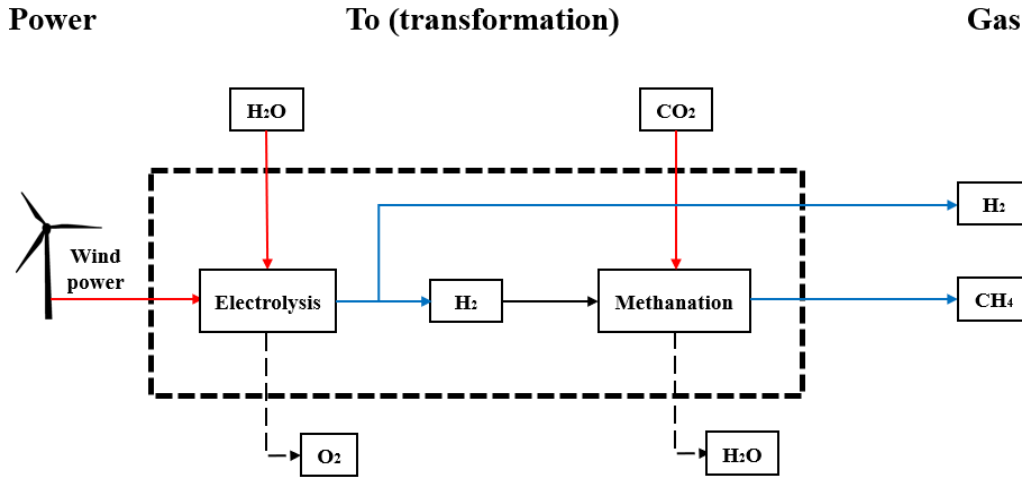 Power
To (transformation)
Gas
H₂O
CO₂
H₂
Wind
power
Electrolysis
H₂
Methanation
CH₄
O₂
H₂O